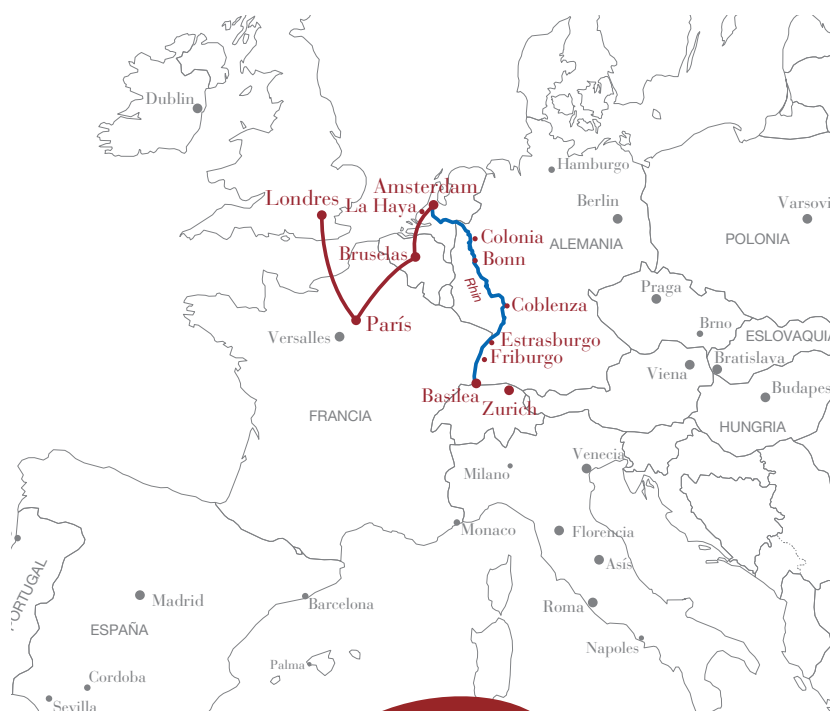 Dublin
Hamburgo
Amsterdam
Londres
La Haya
Berlin
Varsovi
Colonia
ALEMANIA
POLONIA
Bruselas
Bonn
Rhin
Praga
Coblenza
París
Brno
Versalles
Estrasburgo
ESLOVAQUIA
Friburgo
Bratislava
Viena
Basilea
Budapes
Zurich
FRANCIA
HUNGRIA
Venecia
Milano
Monaco
Florencia
Asís
PORTUGAL
Madrid
Barcelona
Roma
ESPAÑA
Napoles
Palma
Cordoba
Sevilla